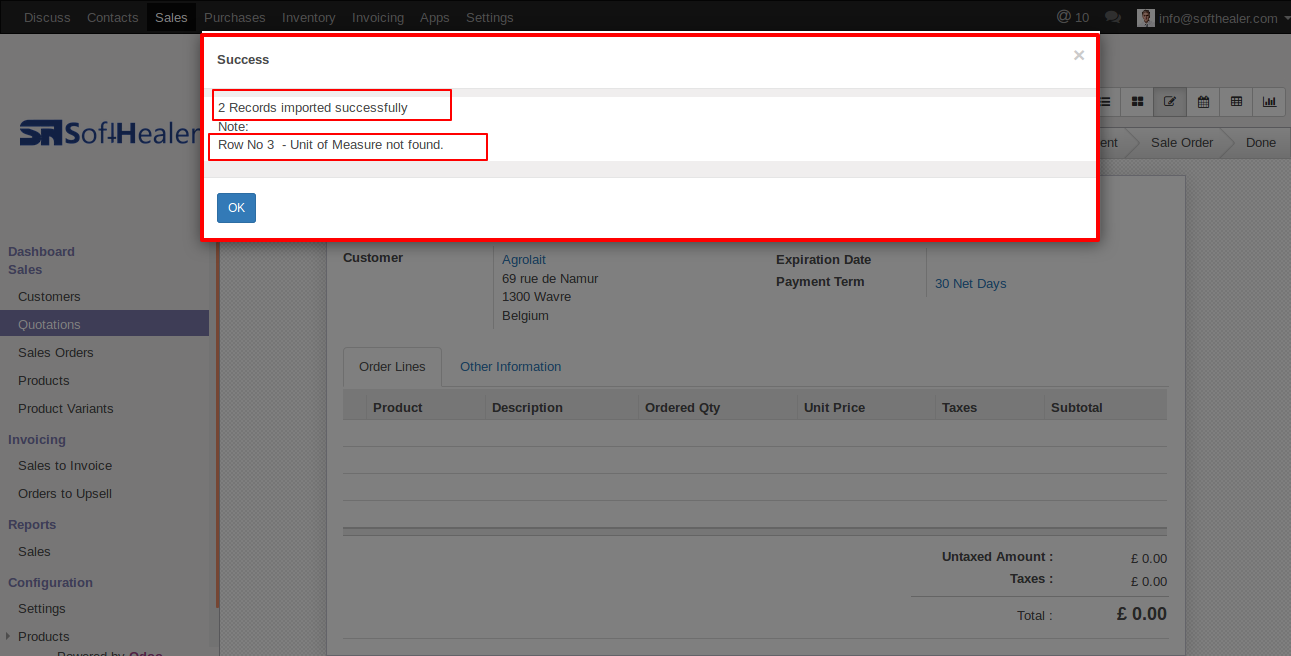 Discuss Contacts Sales Purchases Inventory Invoicing Apps Settings @ 10 info@softhealer.com
Success ×
2 Records imported successfully
Note:
Row No 3 - Unit of Measure not found.
OK
SoftHealer
Sale Order Done
Dashboard
Sales
Customers
Quotations
Sales Orders
Products
Product Variants
Invoicing
Sales to Invoice
Orders to Upsell
Reports
Sales
Configuration
Settings
Products
Powered by Odoo
Customer
Agrolait
69 rue de Namur
1300 Wavre
Belgium
Expiration Date
Payment Term 30 Net Days
Order Lines Other Information
Product Description Ordered Qty Unit Price Taxes Subtotal
Untaxed Amount : £ 0.00
Taxes : £ 0.00
Total : £ 0.00